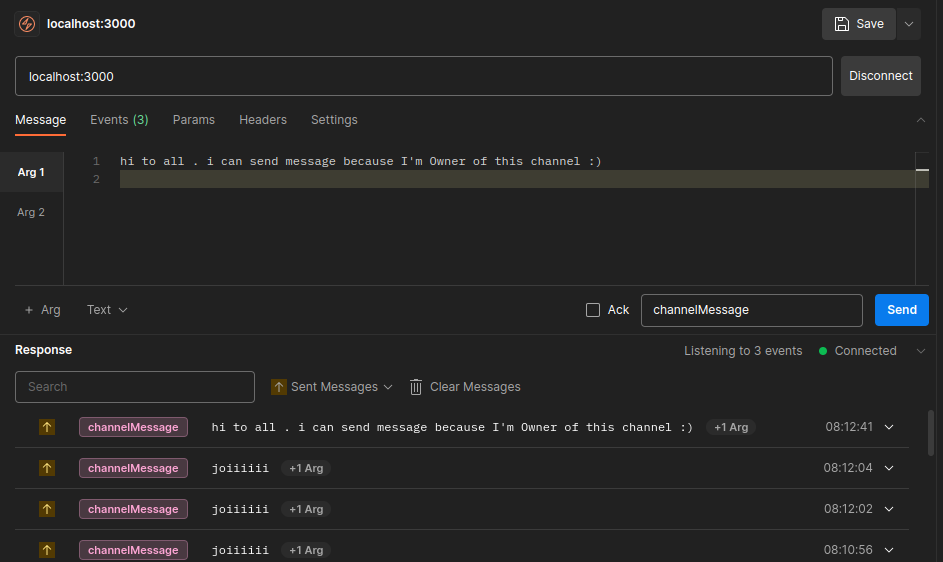 localhost:3000
Save
localhost:3000
Disconnect
Message Events (3) Params Headers Settings
Arg 1
Arg 2
1 hi to all . i can send message because I'm Owner of this channel :)
2
+ Arg Text Ack channelMessage Send
Response Listening to 3 events Connected
Search Sent Messages Clear Messages
channelMessage hi to all . i can send message because I'm Owner of this channel :) +1 Arg 08:12:41
channelMessage joiiiiii +1 Arg 08:12:04
channelMessage joiiiiii +1 Arg 08:12:02
channelMessage joiiiiii +1 Arg 08:10:56